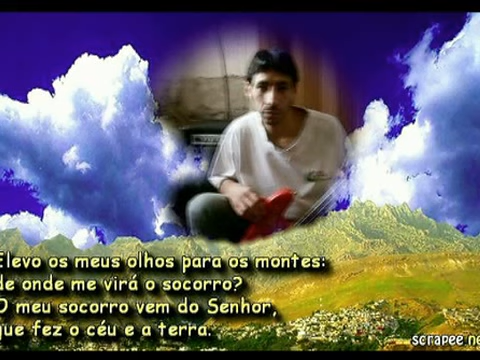 Elevo os meus olhos para os montes:
de onde me virá o socorro?
O meu socorro vem do Senhor,
que fez o céu e a terra.
scrapee.ne